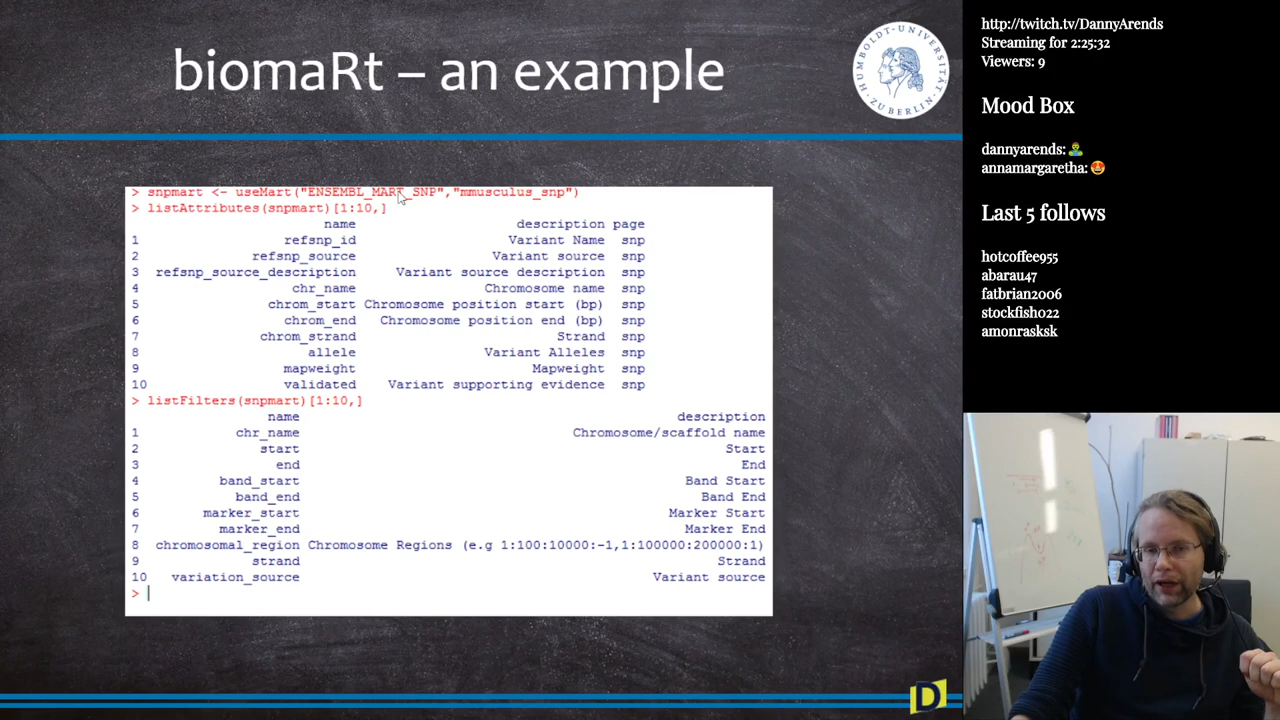 biomaRt – an example
HUMBOLDT-UNIVERSITÄT ZU BERLIN
> snpmart <- useMart("ENSEMBL_MART_SNP","mmusculus_snp")
> listAttributes(snpmart)[1:10,]
name description page
1 refsnp_id Variant Name snp
2 refsnp_source Variant source snp
3 refsnp_source_description Variant source description snp
4 chr_name Chromosome name snp
5 chrom_start Chromosome position start (bp) snp
6 chrom_end Chromosome position end (bp) snp
7 chrom_strand Strand snp
8 allele Variant Alleles snp
9 mapweight Mapweight snp
10 validated Variant supporting evidence snp
> listFilters(snpmart)[1:10,]
name description
1 chr_name Chromosome/scaffold name
2 start Start
3 end End
4 band_start Band Start
5 band_end Band End
6 marker_start Marker Start
7 marker_end Marker End
8 chromosomal_region Chromosome Regions (e.g 1:100:10000:-1,1:100000:200000:1)
9 strand Strand
10 variation_source Variant source
>
D
http://twitch.tv/DannyArends
Streaming for 2:25:32
Viewers: 9
Mood Box
dannyarends: 🧟‍♂️
annamargaretha: 😍
Last 5 follows
hotcoffee955
abarau47
fatbrian2006
stockfish022
amonrasksk